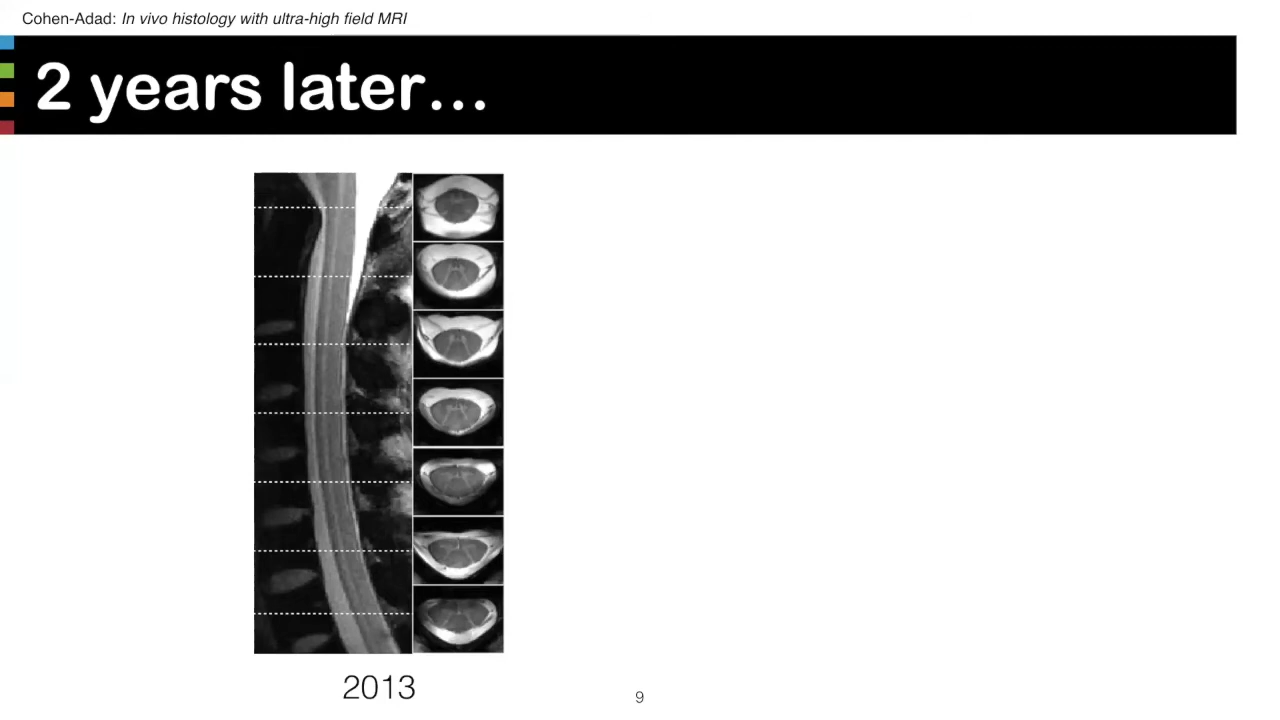 Cohen-Adad: In vivo histology with ultra-high field MRI
2 years later…
2013
9